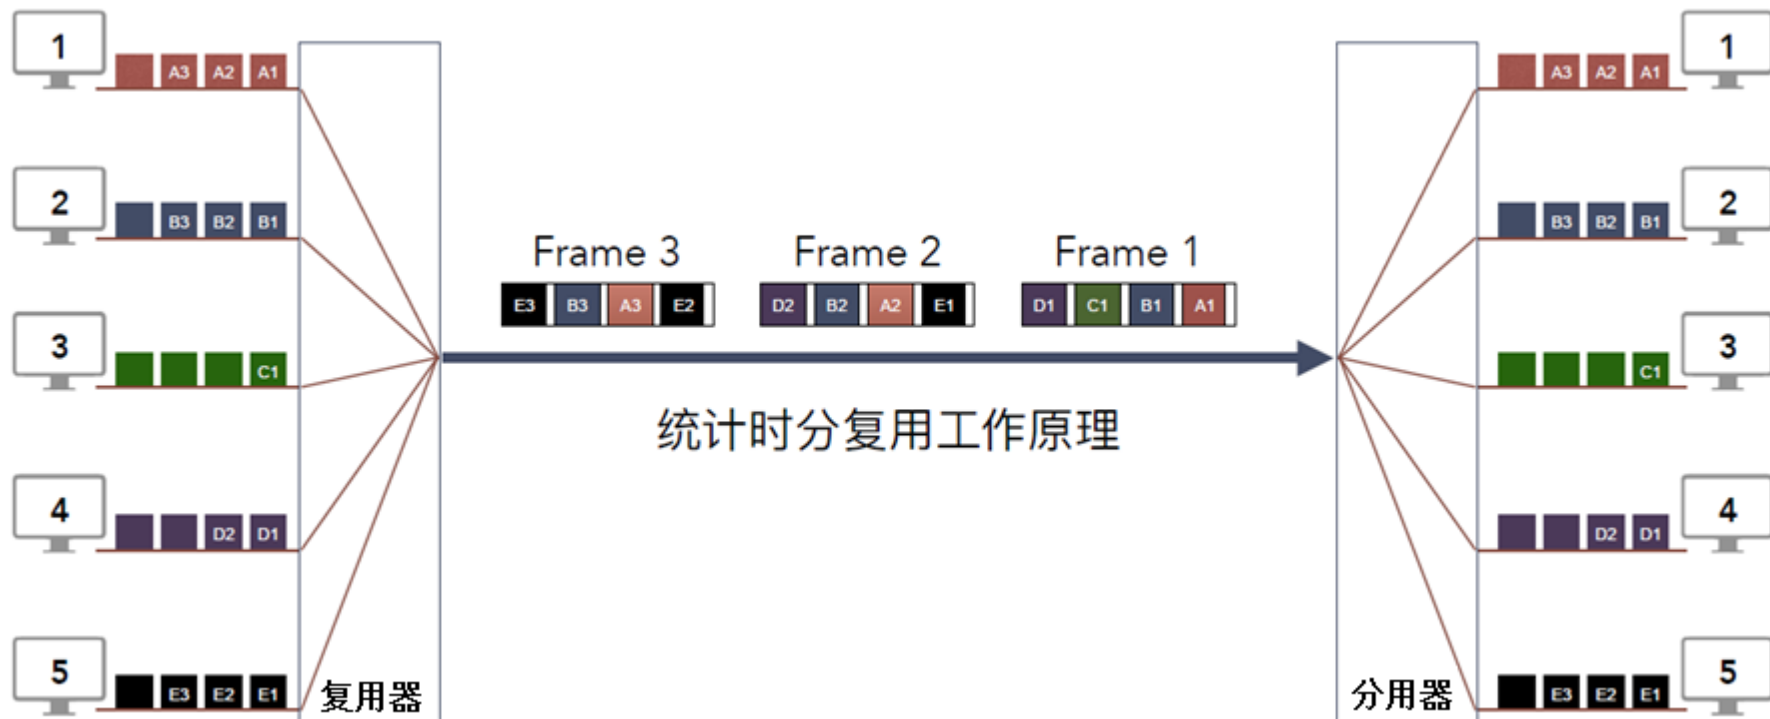 1
A3 A2 A1
A3 A2 A1
1
2
B3 B2 B1
B3 B2 B1
2
Frame 3 Frame 2 Frame 1
E3 B3 A3 E2
D2 B2 A2 E1
D1 C1 B1 A1
3
C1
C1
3
统计时分复用工作原理
4
D2 D1
D2 D1
4
5
E3 E2 E1
复用器
分用器
E3 E2 E1
5